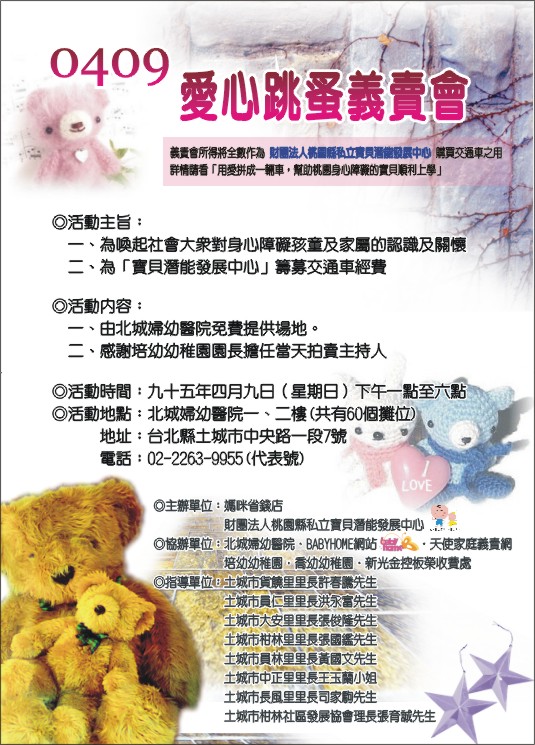 0409
愛心跳蚤義賣會
義賣會所得將全數作為 財團法人桃園縣私立寶貝潛能發展中心 購買交通車之用
詳情請看「用愛拼成一輛車，幫助桃園身心障礙的寶貝順利上學」
◎活動主旨：
一、為喚起社會大衆對身心障礙孩童及家屬的認識及關懷
二、為「寶貝潛能發展中心」籌募交通車經費
◎活動内容：
一、由北城婦幼醫院免費提供場地。
二、感謝培幼幼稚園園長擔任當天拍賣主持人
◎活動時間：九十五年四月九日（星期日）下午一點至六點
◎活動地點：北城婦幼醫院一、二樓(共有60個攤位)
地址：台北縣土城市中央路一段7號
電話：02-2263-9955(代表號)
I LOVE
◎主辦單位：媽咪省錢店
財團法人桃園縣私立寶貝潛能發展中心
◎協辦單位：北城婦幼醫院、BABYHOME網站 baby home、天使家庭義賣網
培幼幼稚園．喬幼幼稚園．新光金控板榮收費處
◎指導單位：土城市貨饒里里長許春騰先生
土城市員仁里里長洪永富先生
土城市大安里里長張俊隆先生
土城市柑林里里長張國鑑先生
土城市員林里里長黃國文先生
土城市中正里里長王玉蘭小姐
土城市長風里里長司家駒先生
土城市柑林社區發展協會理長張育誠先生